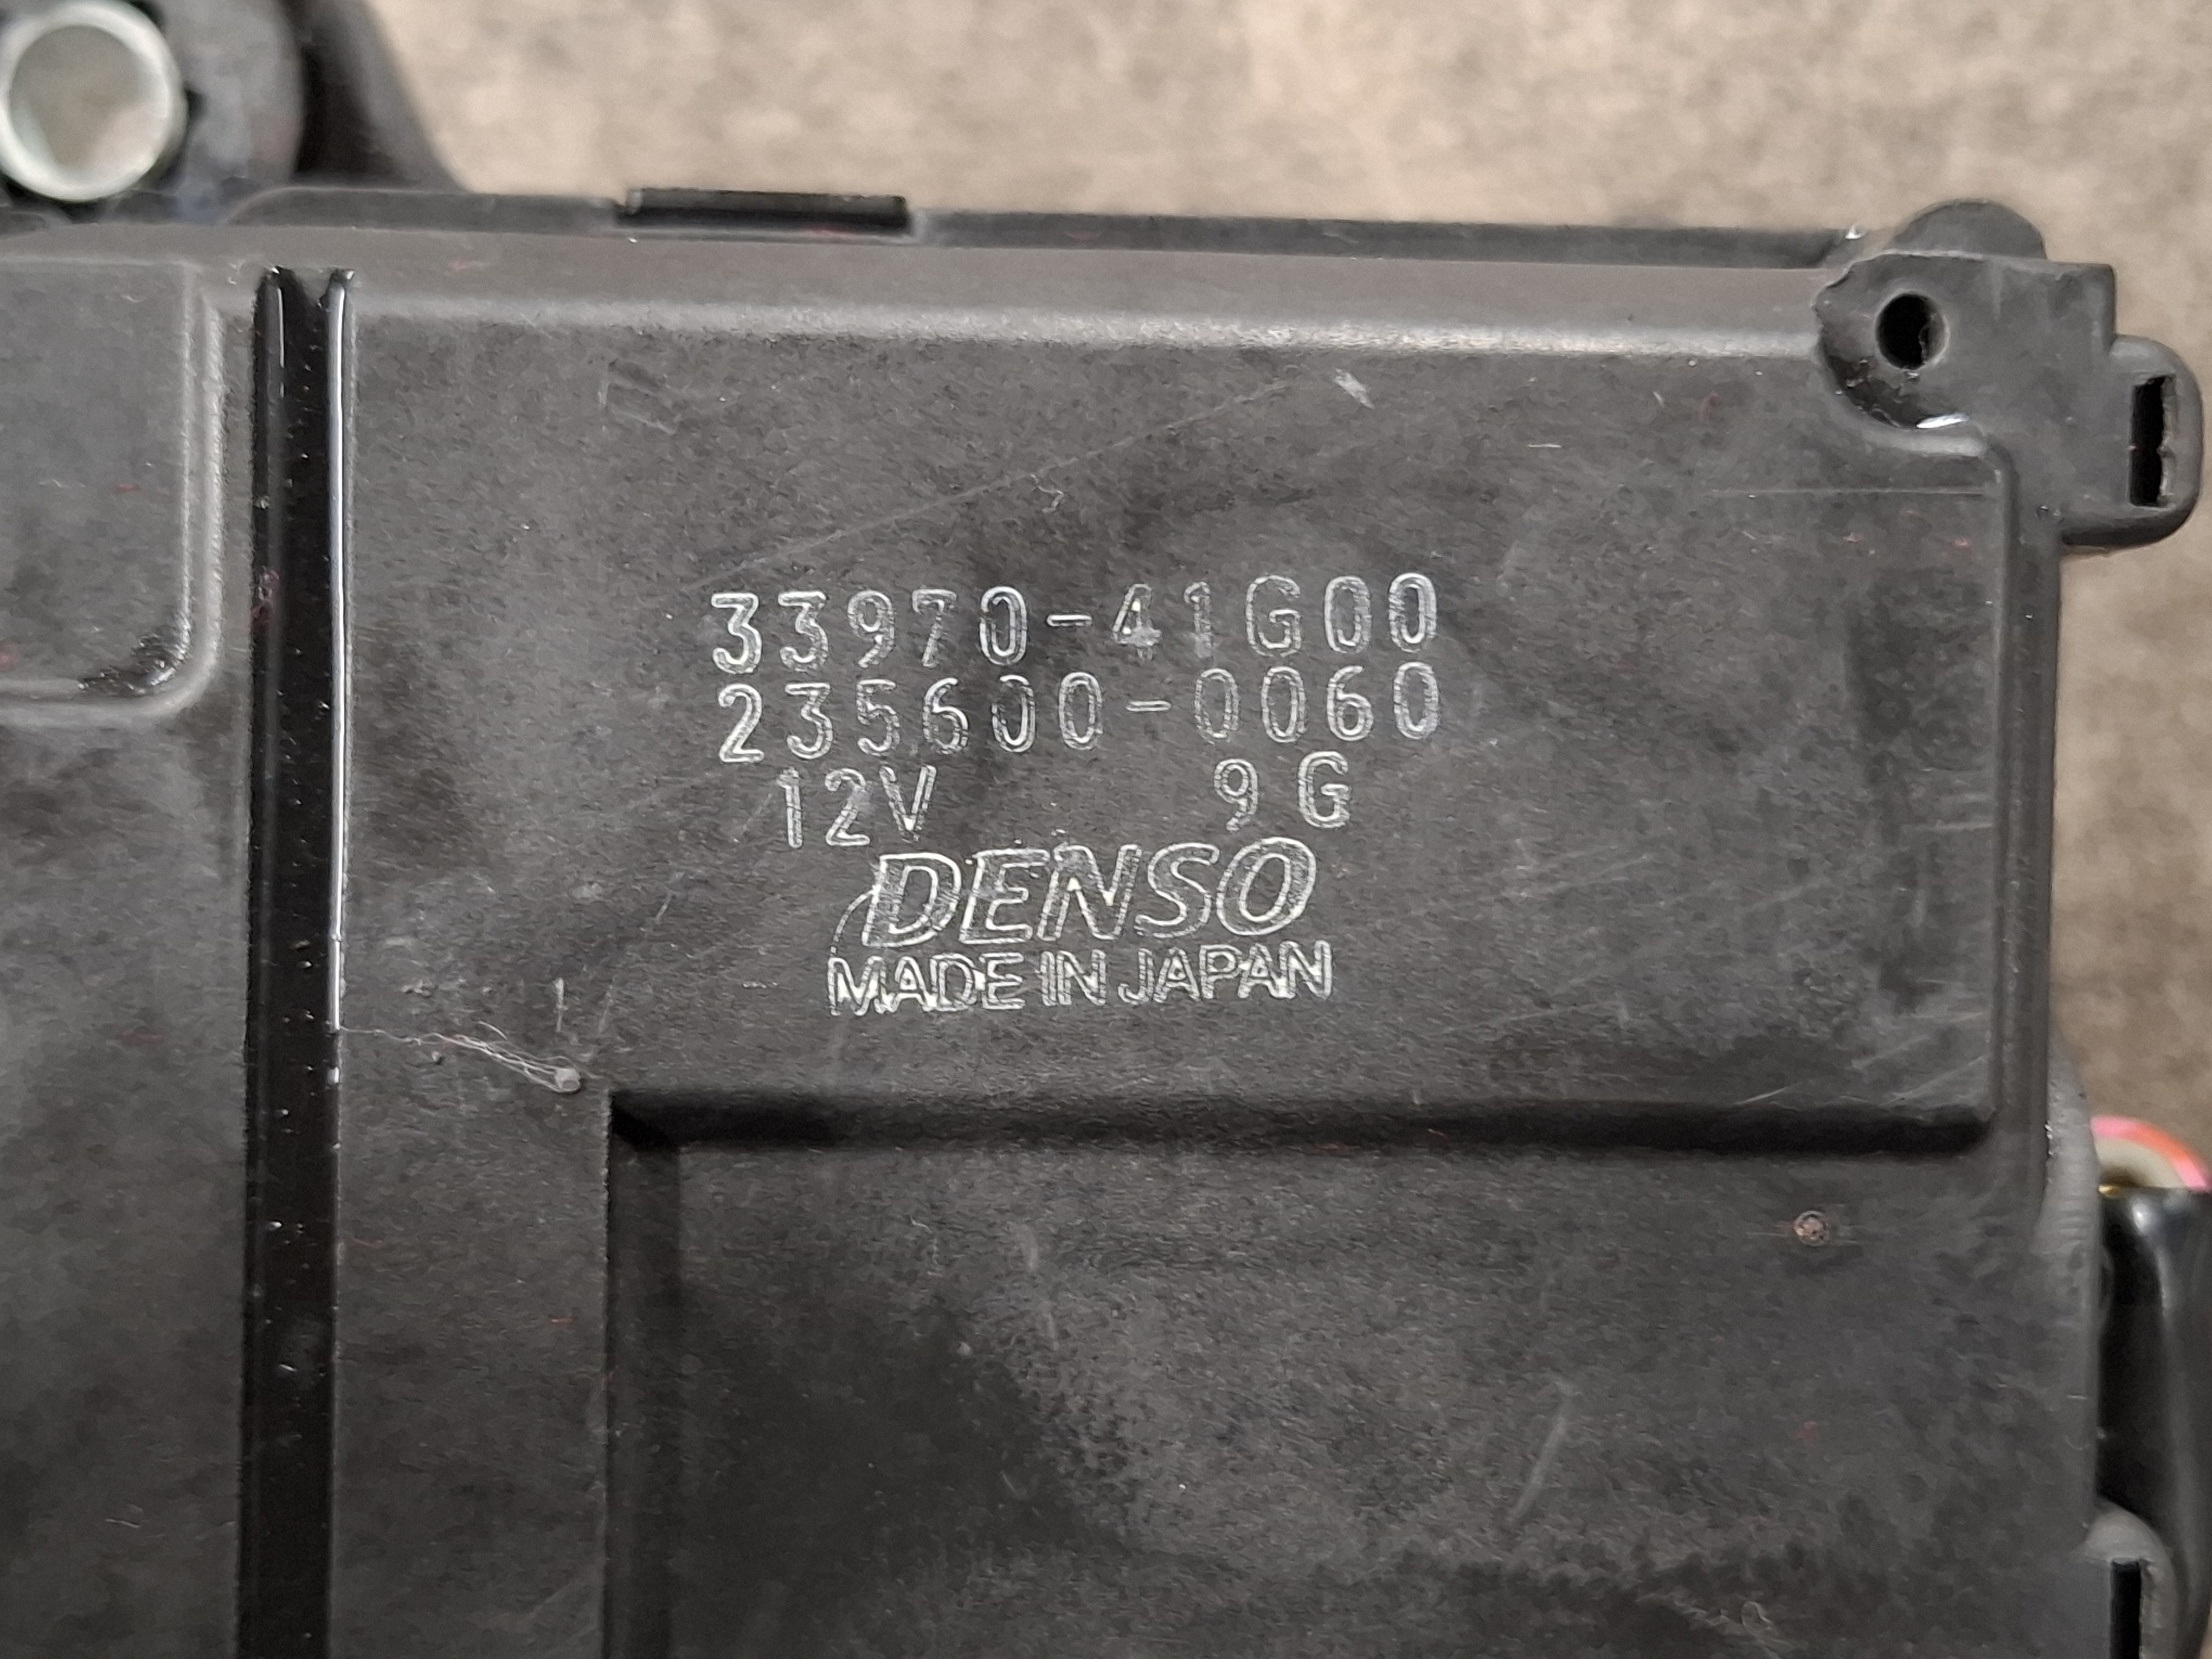 33970-41G00
235600-0060
12V 9G
DENSO
MADE IN JAPAN